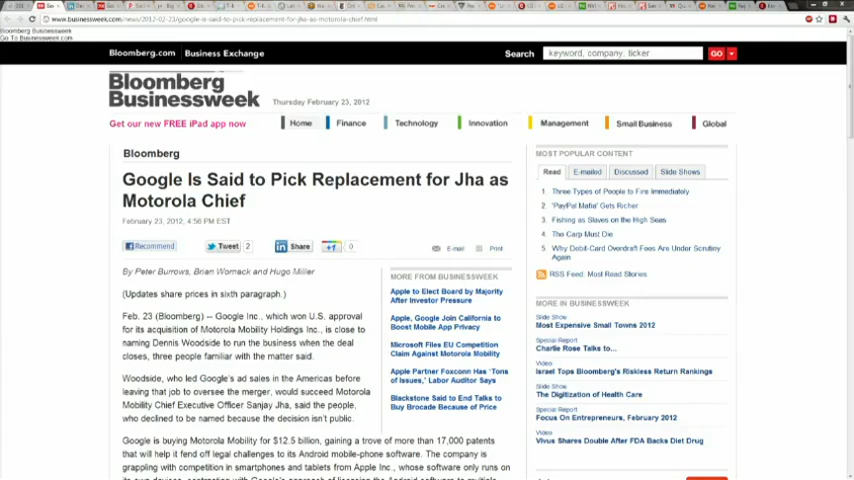 www.businessweek.com/news/2012-02-23/google-is-said-to-pick-replacement-for-jha-as-motorola-chief.html
Bloomberg Businessweek
Go To Businessweek.com
Bloomberg.com
Business Exchange
Search
keyword, company, ticker
GO
Bloomberg
Businessweek
Thursday February 23, 2012
Get our new FREE iPad app now
Home
Finance
Technology
Innovation
Management
Small Business
Global
Bloomberg
Google Is Said to Pick Replacement for Jha as
Motorola Chief
February 23, 2012, 4:56 PM EST
Recommend
Tweet
2
Share
+1
0
E-mail
Print
By Peter Burrows, Brian Womack and Hugo Miller
(Updates share prices in sixth paragraph.)
Feb. 23 (Bloomberg) -- Google Inc., which won U.S. approval
for its acquisition of Motorola Mobility Holdings Inc., is close to
naming Dennis Woodside to run the business when the deal
closes, three people familiar with the matter said.
Woodside, who led Google's ad sales in the Americas before
leaving that job to oversee the merger, would succeed Motorola
Mobility Chief Executive Officer Sanjay Jha, said the people,
who declined to be named because the decision isn't public.
Google is buying Motorola Mobility for $12.5 billion, gaining a trove of more than 17,000 patents
that will help it fend off legal challenges to its Android mobile-phone software. The company is
grappling with competition in smartphones and tablets from Apple Inc., whose software only runs on
its own devices, contrasting with Google's approach of licensing the Android software to multiple
MORE FROM BUSINESSWEEK
Apple to Elect Board by Majority
After Investor Pressure
Apple, Google Join California to
Boost Mobile App Privacy
Microsoft Files EU Competition
Claim Against Motorola Mobility
Apple Partner Foxconn Has 'Tons
of Issues,' Labor Auditor Says
Blackstone Said to End Talks to
Buy Brocade Because of Price
MOST POPULAR CONTENT
Read
E-mailed
Discussed
Slide Shows
1. Three Types of People to Fire Immediately
2. 'PayPal Mafia' Gets Richer
3. Fishing as Slaves on the High Seas
4. The Carp Must Die
5. Why Debit-Card Overdraft Fees Are Under Scrutiny
Again
RSS Feed: Most Read Stories
MORE IN BUSINESSWEEK
Slide Show
Most Expensive Small Towns 2012
Special Report
Charlie Rose Talks to...
Video
Israel Tops Bloomberg's Riskless Return Rankings
Slide Show
The Digitization of Health Care
Special Report
Focus On Entrepreneurs, February 2012
Video
Vivus Shares Double After FDA Backs Diet Drug